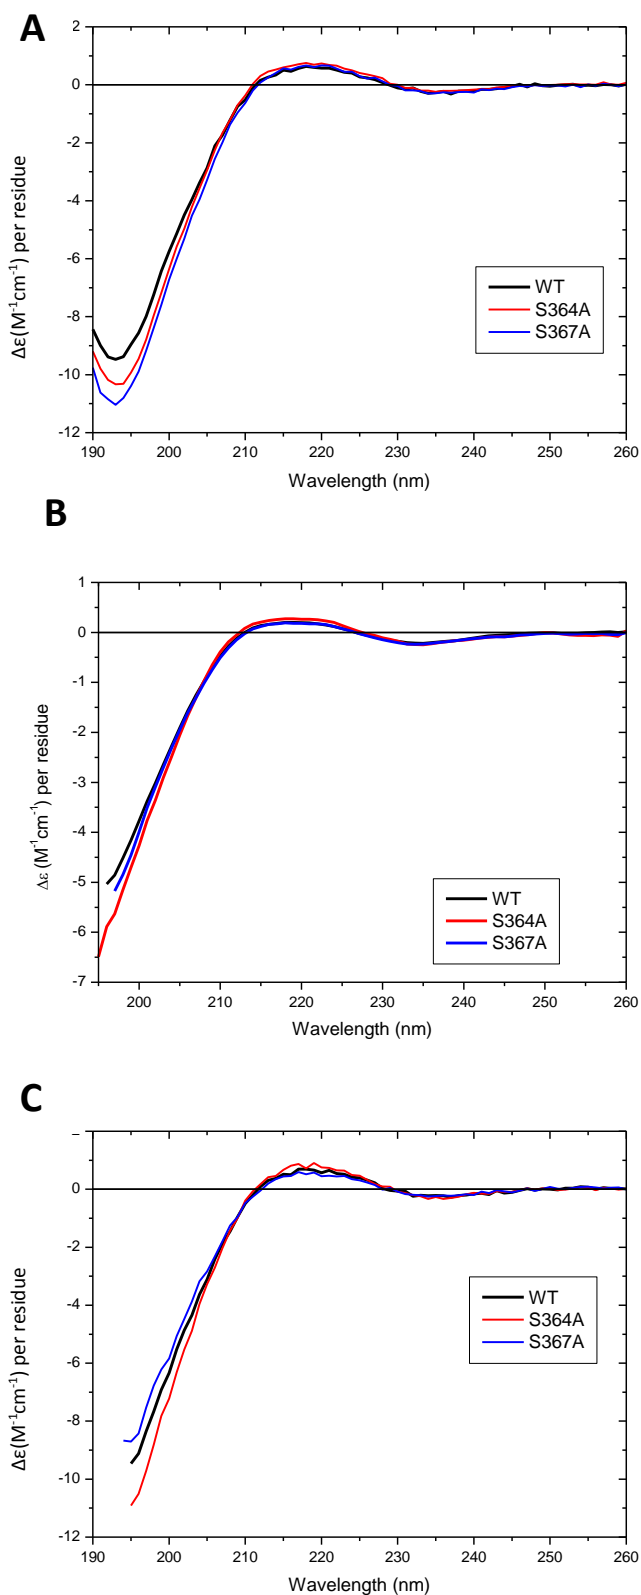 A
2
0
-2
-4
-6
-8
-10
-12
Δε(M⁻¹cm⁻¹) per residue
WT
S364A
S367A
190 200 210 220 230 240 250 260
Wavelength (nm)
B
1
0
-1
-2
-3
-4
-5
-6
-7
Δε (M⁻¹cm⁻¹) per residue
WT
S364A
S367A
200 210 220 230 240 250 260
Wavelength (nm)
C
0
-2
-4
-6
-8
-10
-12
Δε(M⁻¹cm⁻¹) per residue
WT
S364A
S367A
190 200 210 220 230 240 250 260
Wavelength (nm)